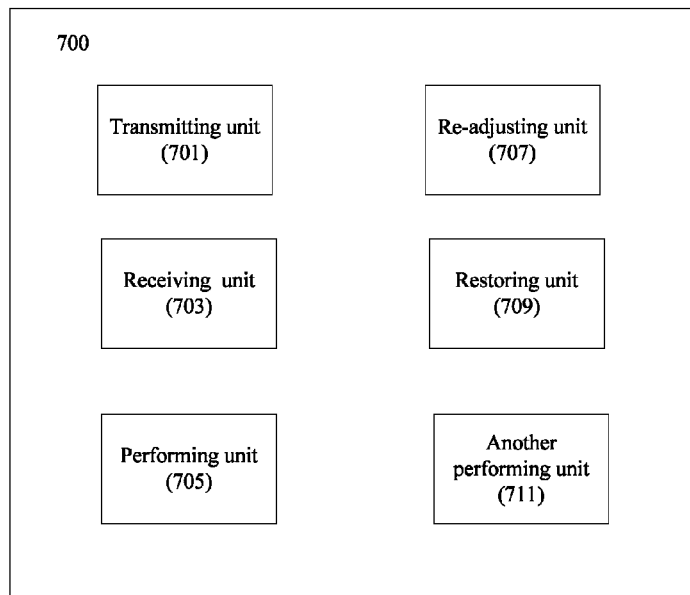 700
Transmitting unit
(701)
Re-adjusting unit
(707)
Receiving unit
(703)
Restoring unit
(709)
Performing unit
(705)
Another
performing unit
(711)